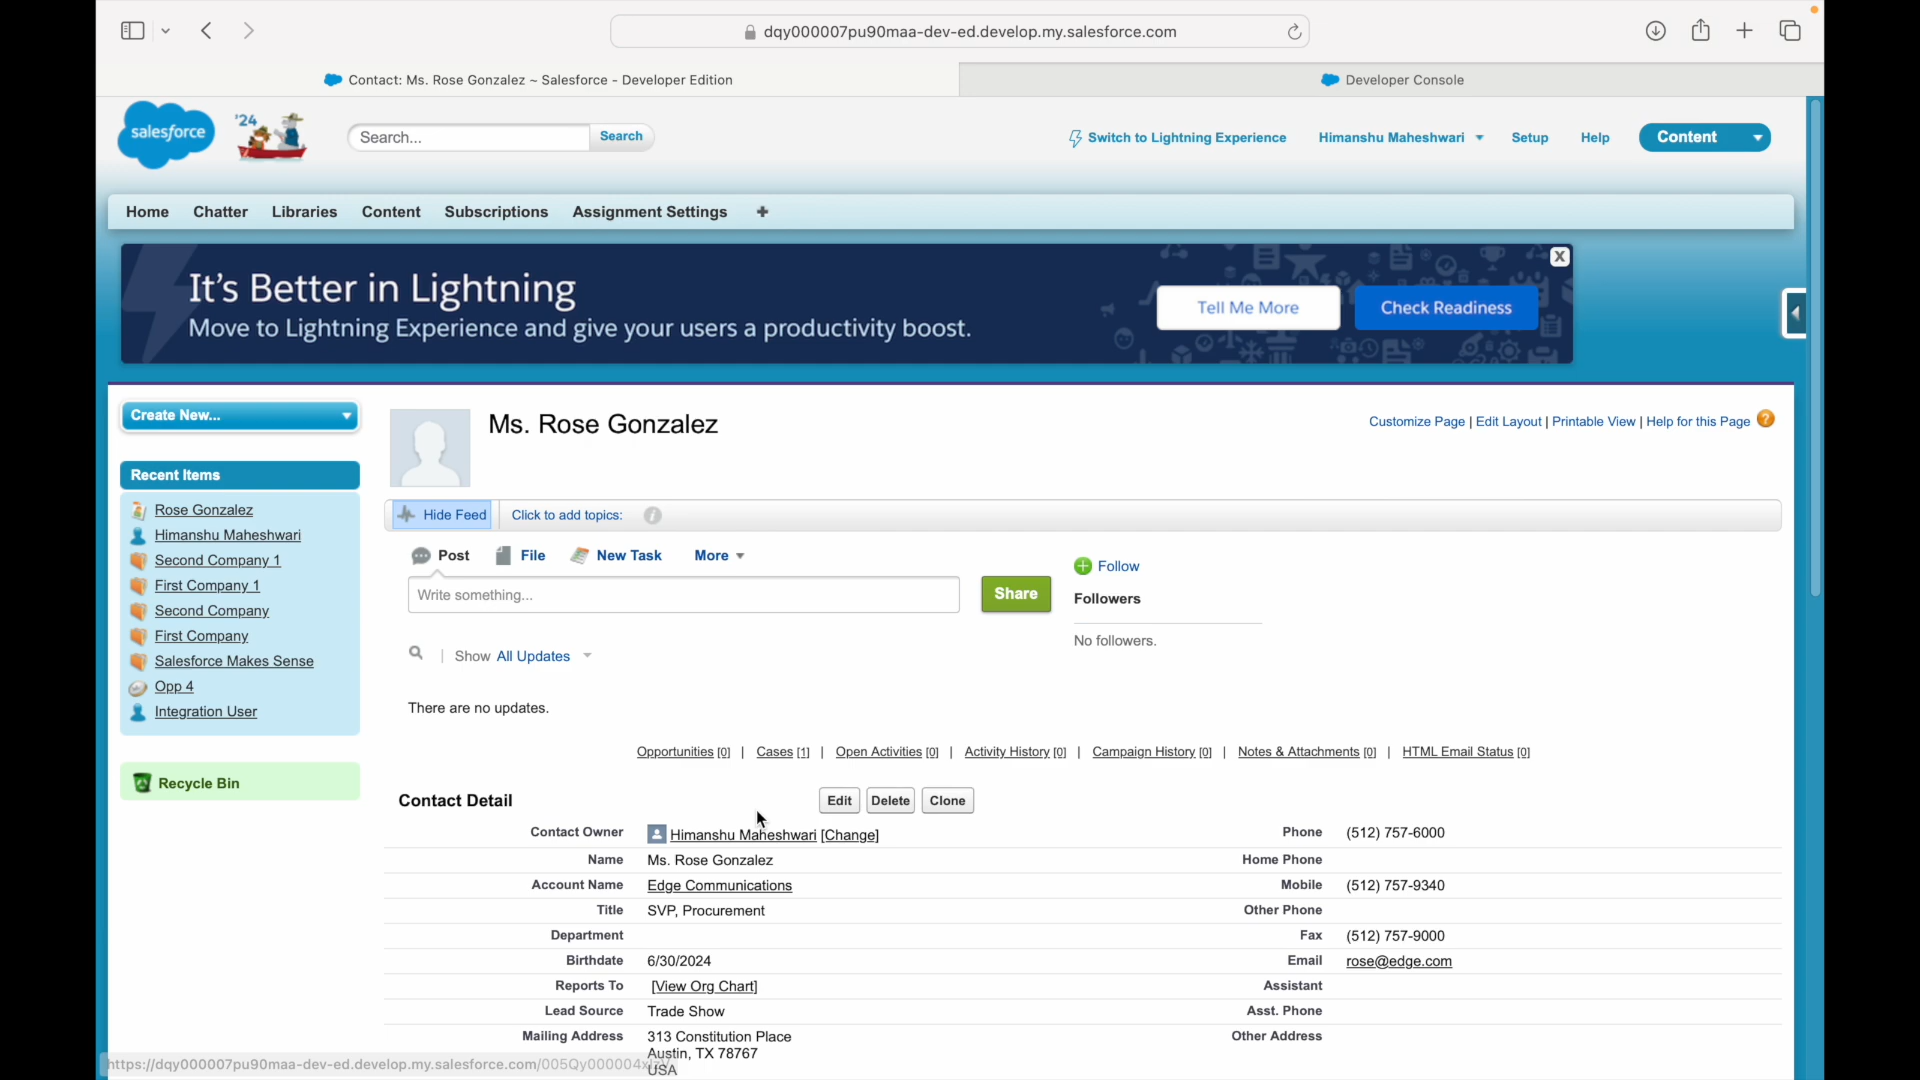 dqy000007pu90maa-dev-ed.develop.my.salesforce.com
Contact: Ms. Rose Gonzalez ~ Salesforce - Developer Edition
Developer Console
salesforce
'24
Search...
Search
Switch to Lightning Experience
Himanshu Maheshwari
Setup
Help
Content
Home
Chatter
Libraries
Content
Subscriptions
Assignment Settings
+
It's Better in Lightning
Move to Lightning Experience and give your users a productivity boost.
Tell Me More
Check Readiness
X
Create New...
Recent Items
Rose Gonzalez
Himanshu Maheshwari
Second Company 1
First Company 1
Second Company
First Company
Salesforce Makes Sense
Opp 4
Integration User
Recycle Bin
Ms. Rose Gonzalez
Customize Page | Edit Layout | Printable View | Help for this Page ?
Hide Feed
Click to add topics:
i
Post
File
New Task
More
Write something...
Share
Follow
Followers
No followers.
Show All Updates
There are no updates.
Opportunities [0] | Cases [1] | Open Activities [0] | Activity History [0] | Campaign History [0] | Notes & Attachments [0] | HTML Email Status [0]
Contact Detail
Edit
Delete
Clone
Contact Owner Himanshu Maheshwari [Change]
Phone (512) 757-6000
Name Ms. Rose Gonzalez
Home Phone
Account Name Edge Communications
Mobile (512) 757-9340
Title SVP, Procurement
Other Phone
Department
Fax (512) 757-9000
Birthdate 6/30/2024
Email rose@edge.com
Reports To [View Org Chart]
Assistant
Lead Source Trade Show
Asst. Phone
Mailing Address 313 Constitution Place
Austin, TX 78767
USA
Other Address